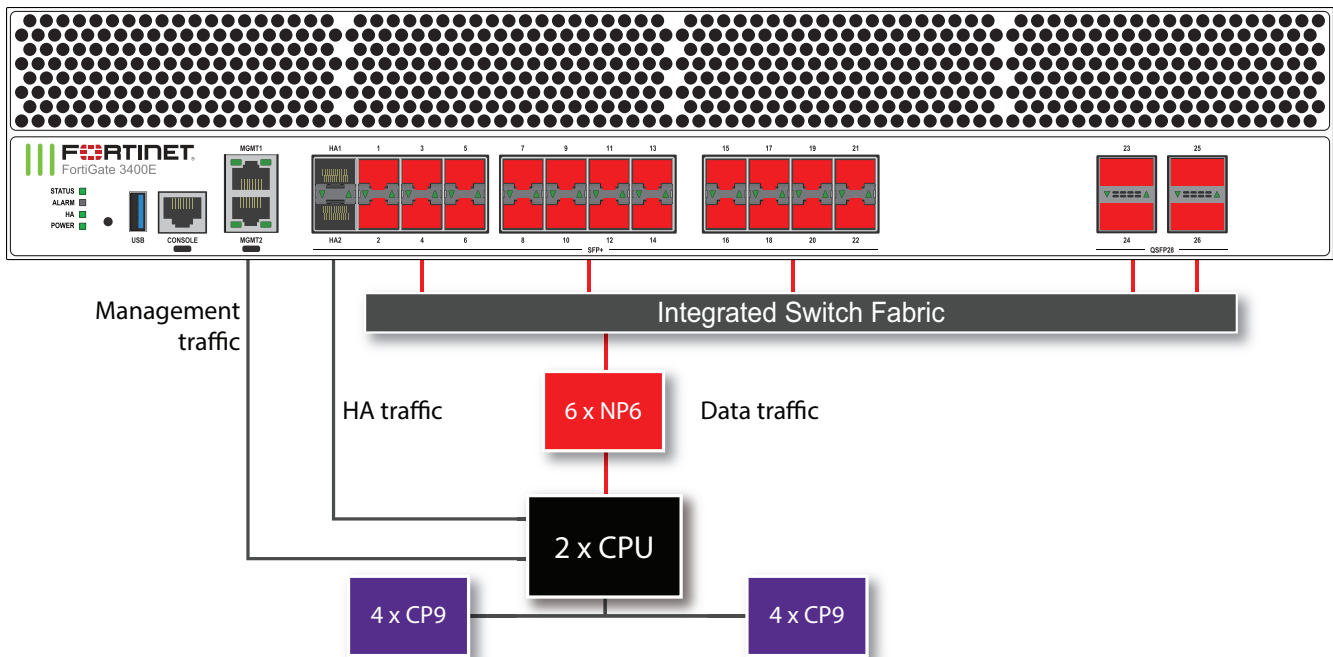 MGMT1 HA1 1 3 5 7 9 11 13 15 17 19 21 23 25
FORTINET
FortiGate 3400E
STATUS
ALARM
HA
POWER
USB CONSOLE MGMT2 HA2 2 4 6 8 10 12 14 16 18 20 22 24 26
SFP+ QSFP28
Management
traffic
Integrated Switch Fabric
HA traffic
6 x NP6
Data traffic
2 x CPU
4 x CP9
4 x CP9